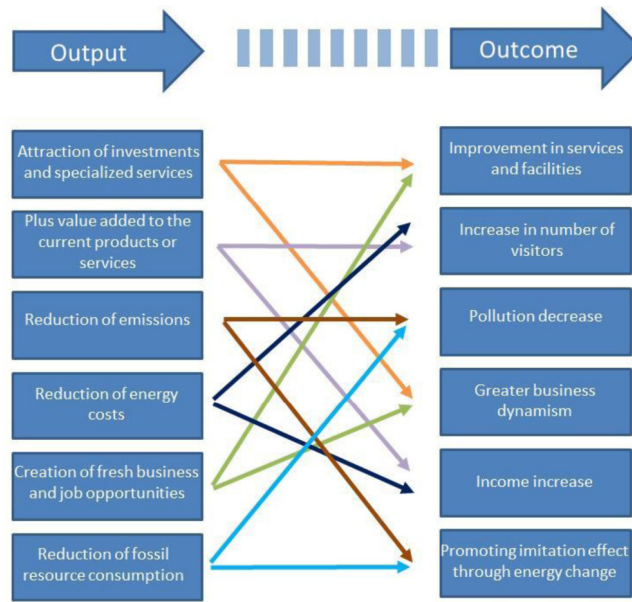 Output
Outcome
Attraction of investments
and specialized services
Improvement in services
and facilities
Plus value added to the
current products or
services
Increase in number of
visitors
Reduction of emissions
Pollution decrease
Reduction of energy
costs
Greater business
dynamism
Creation of fresh business
and job opportunities
Income increase
Reduction of fossil
resource consumption
Promoting imitation effect
through energy change